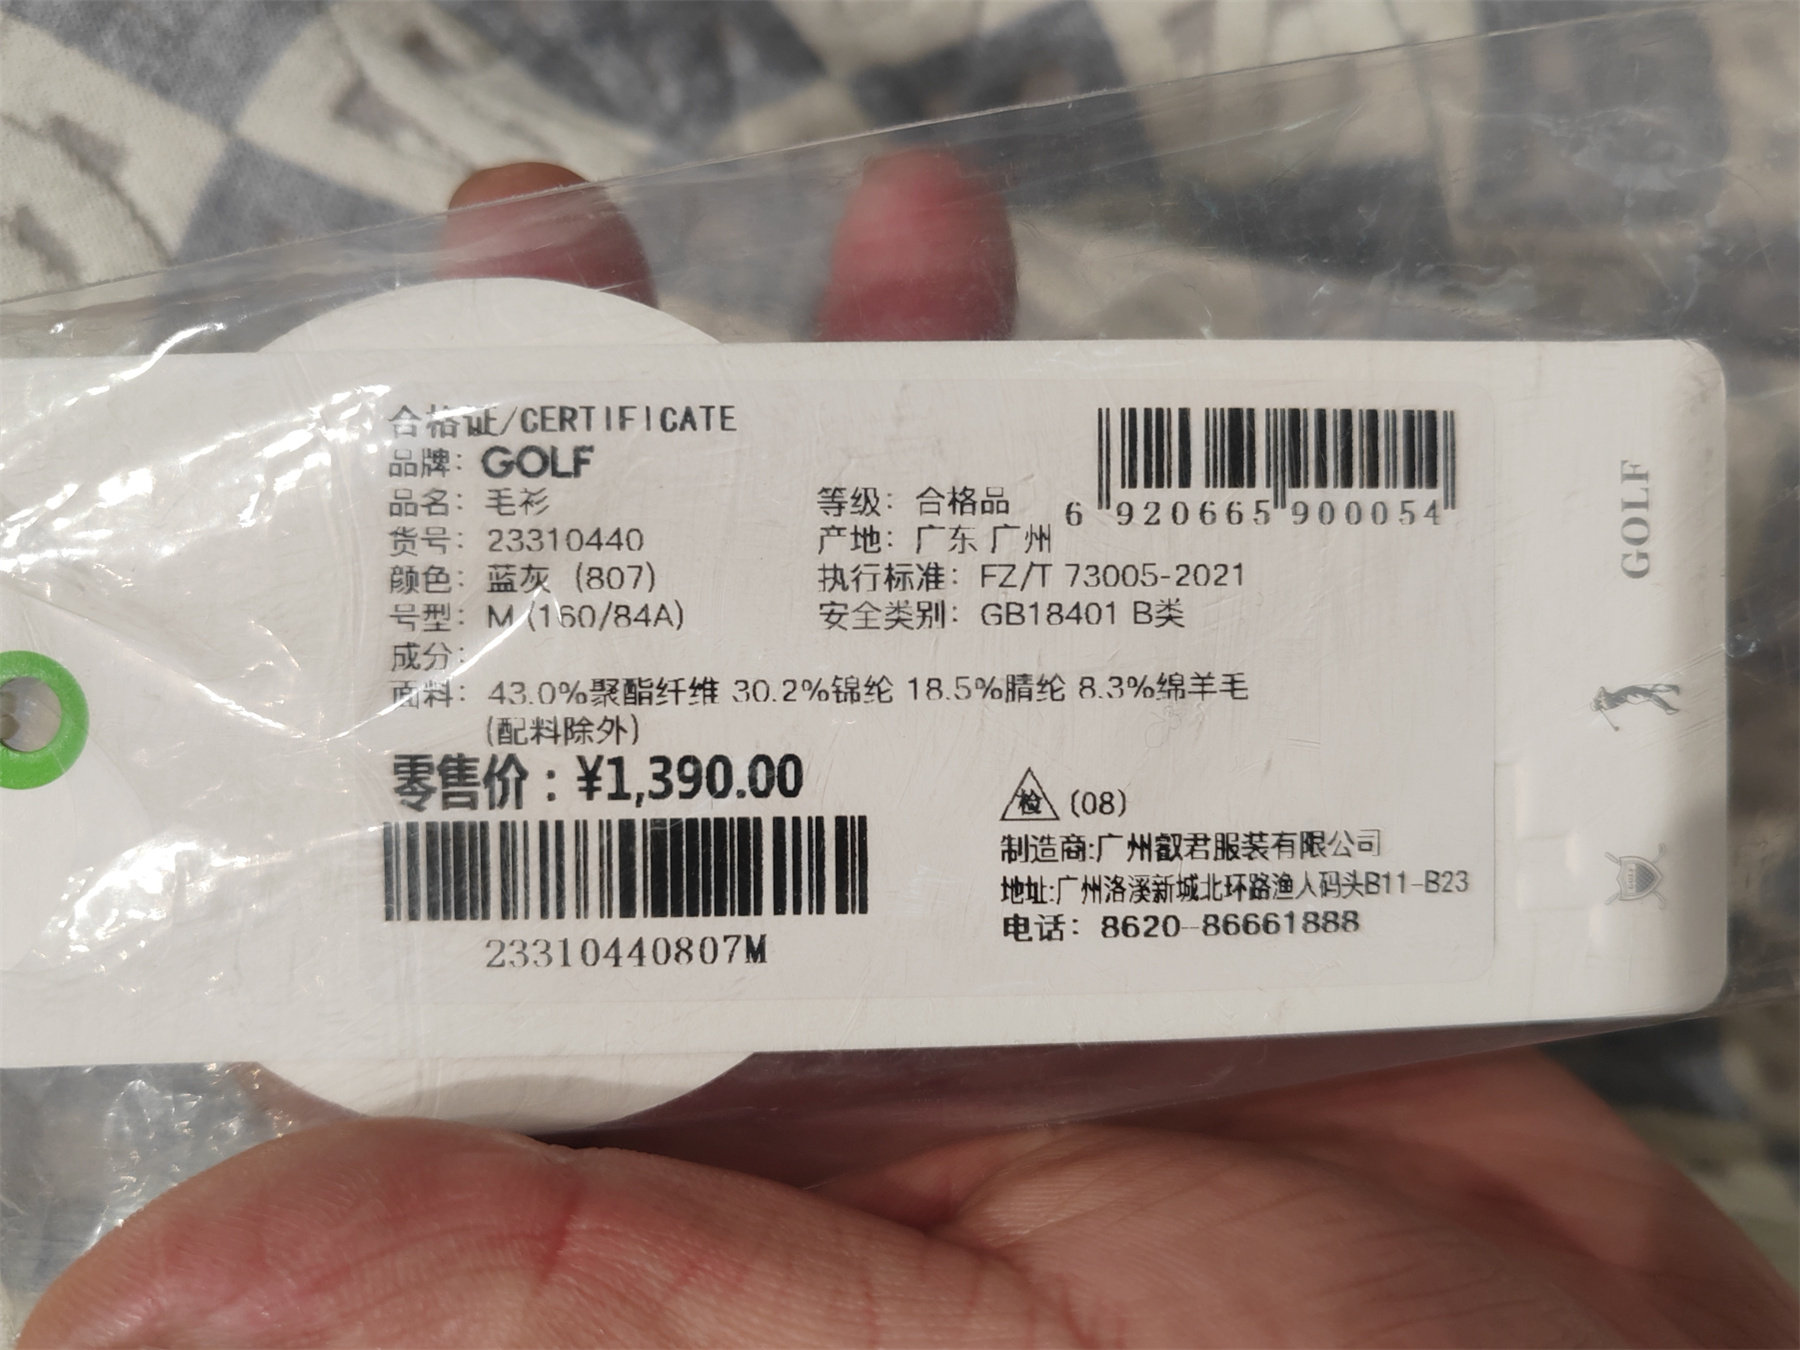 合格证/CERTIFICATE
品牌：GOLF
品名：毛衫
货号：23310440
颜色：蓝灰（807）
号型：M (160/84A)
成分：
面料：43.0%聚酯纤维 30.2%锦纶 18.5%腈纶 8.3%绵羊毛
(配料除外)
零售价：¥1,390.00
23310440807M
6 920665 900054
等级：合格品
产地：广东 广州
执行标准：FZ/T 73005-2021
安全类别：GB18401 B类
检 (08)
制造商:广州叡君服装有限公司
地址:广州洛溪新城北环路渔人码头B11-B23
电话：8620-86661888
GOLF